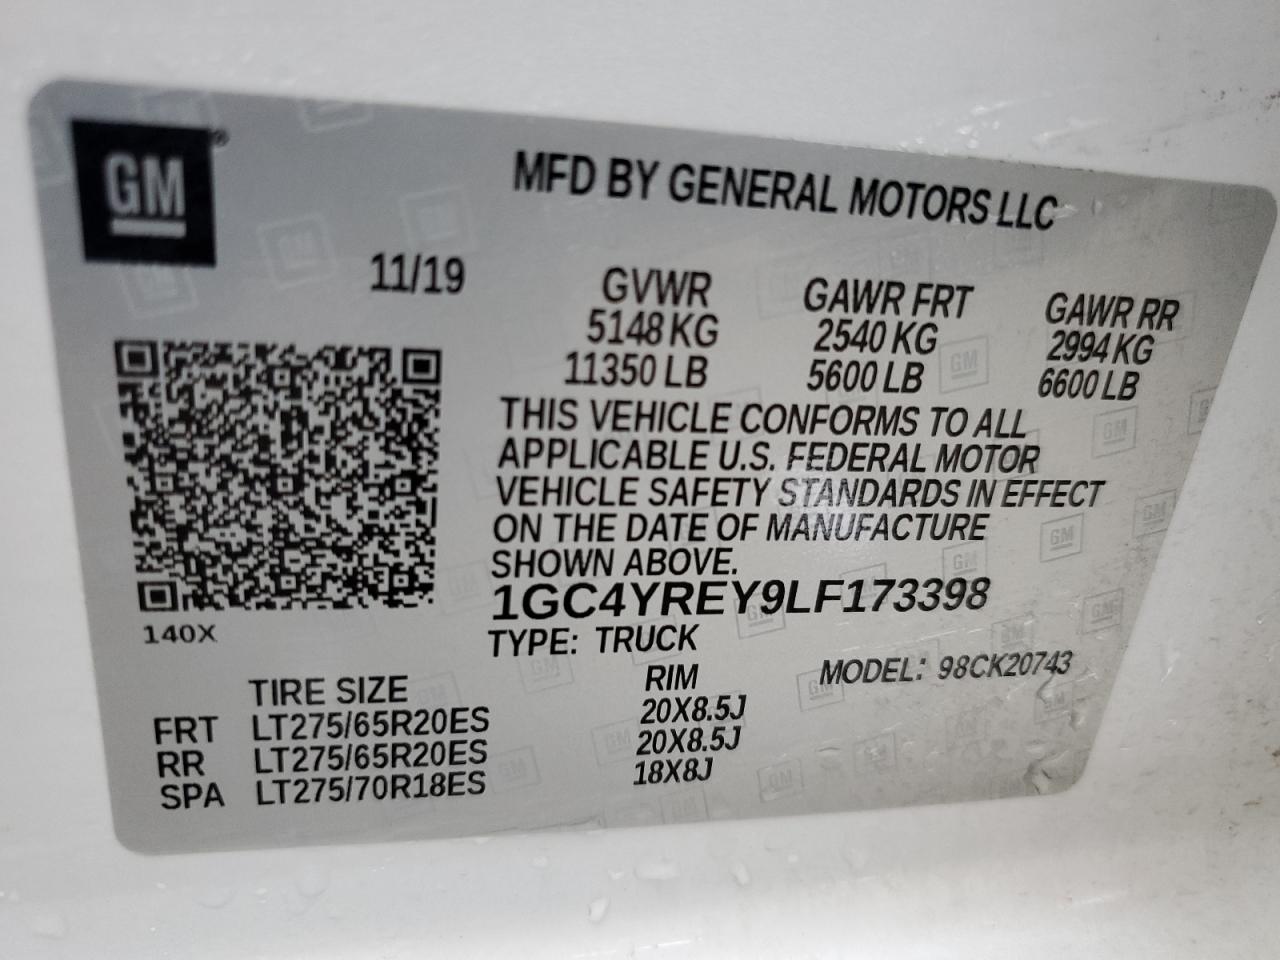 GM®
MFD BY GENERAL MOTORS LLC
11/19
GVWR GAWR FRT GAWR RR
5148 KG 2540 KG 2994 KG
11350 LB 5600 LB 6600 LB
THIS VEHICLE CONFORMS TO ALL
APPLICABLE U.S. FEDERAL MOTOR
VEHICLE SAFETY STANDARDS IN EFFECT
ON THE DATE OF MANUFACTURE
SHOWN ABOVE.
1GC4YREY9LF173398
140X
TYPE: TRUCK
MODEL: 98CK20743
TIRE SIZE RIM
FRT LT275/65R20ES 20X8.5J
RR LT275/65R20ES 20X8.5J
SPA LT275/70R18ES 18X8J